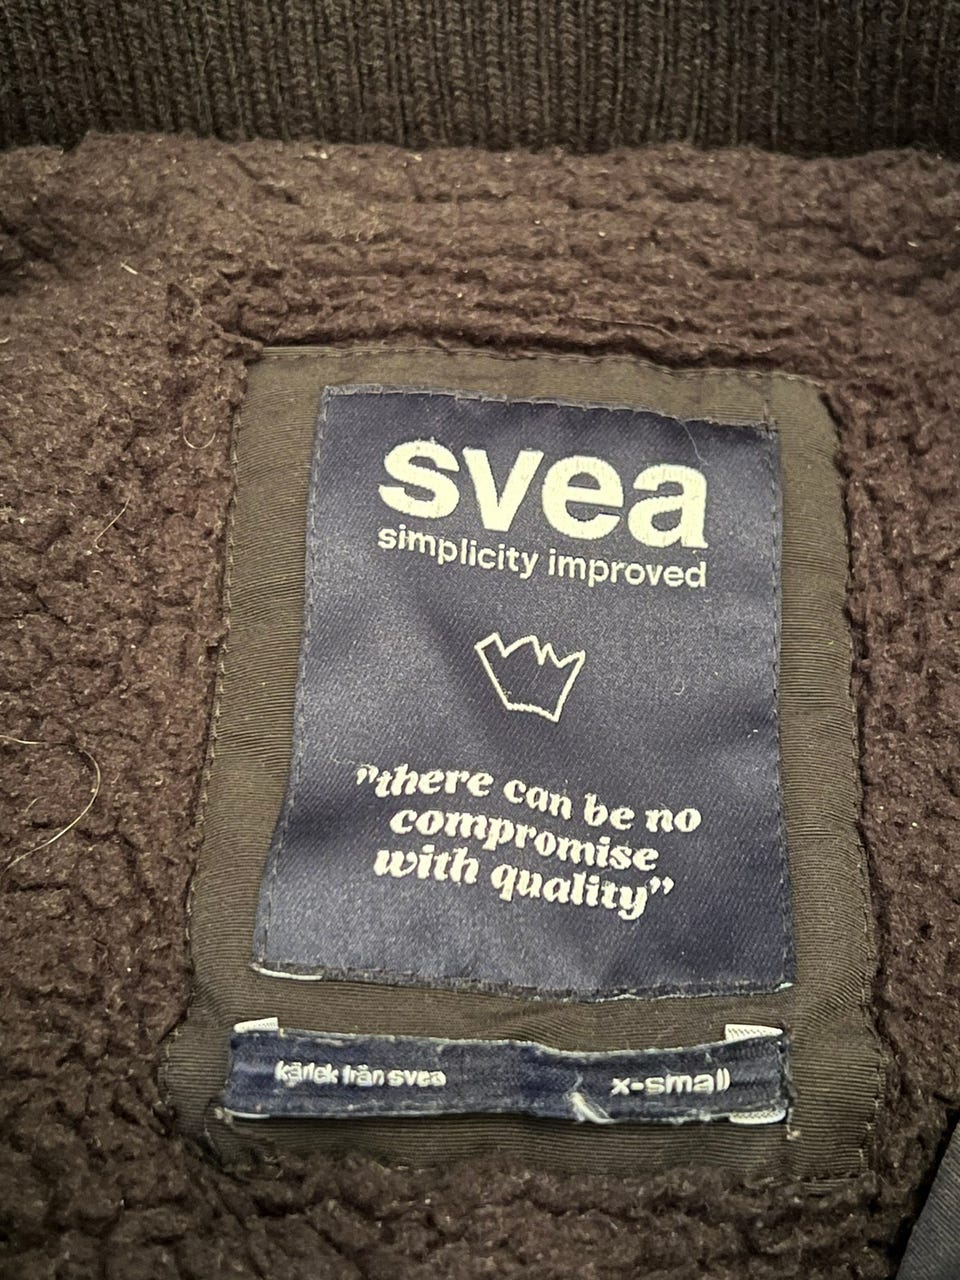 svea
simplicity improved
"there can be no
compromise
with quality"
kärlek från svea
x-small